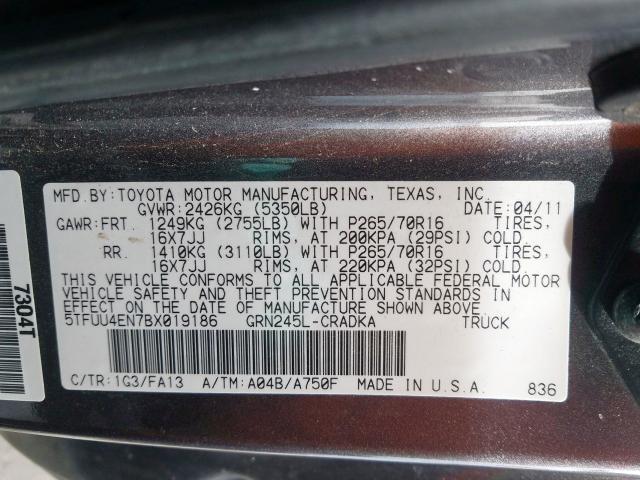 MFD.BY:TOYOTA MOTOR MANUFACTURING, TEXAS, INC.
GVWR:2426KG (5350LB) DATE:04/11
GAWR:FRT. 1249KG (2755LB) WITH P265/70R16 TIRES,
16X7JJ RIMS, AT 200KPA (29PSI) COLD.
RR. 1410KG (3110LB) WITH P265/70R16 TIRES,
16X7JJ RIMS, AT 220KPA (32PSI) COLD.
THIS VEHICLE CONFORMS TO ALL APPLICABLE FEDERAL MOTOR
VEHICLE SAFETY AND THEFT PREVENTION STANDARDS IN
EFFECT ON THE DATE OF MANUFACTURE SHOWN ABOVE.
5TFUU4EN7BX019186 GRN245L-CRADKA TRUCK
C/TR:1G3/FA13 A/TM:A04B/A750F MADE IN U.S.A. 836
7304T